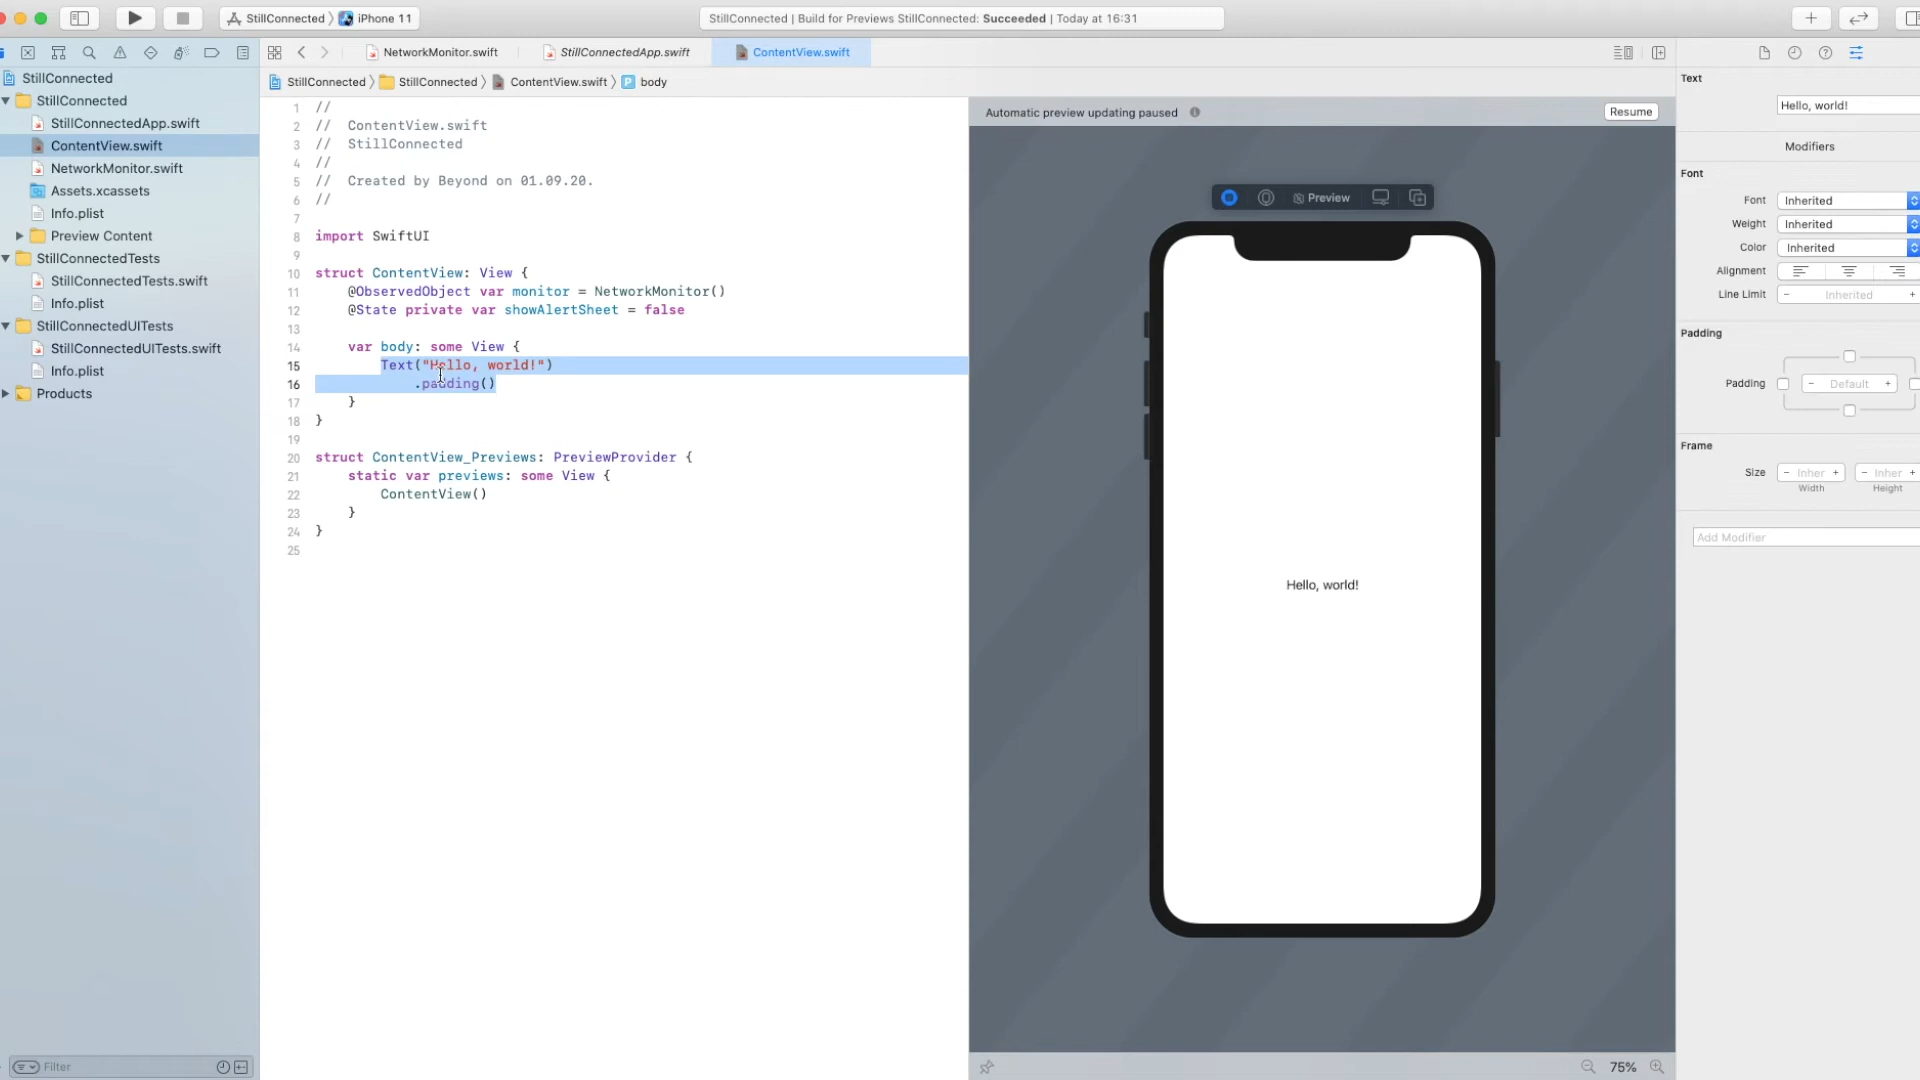 StillConnected 〉 iPhone 11
StillConnected | Build for Previews StillConnected: Succeeded | Today at 16:31
NetworkMonitor.swift
StillConnectedApp.swift
ContentView.swift
StillConnected 〉 StillConnected 〉 ContentView.swift 〉 P body
StillConnected
StillConnected
StillConnectedApp.swift
ContentView.swift
NetworkMonitor.swift
Assets.xcassets
Info.plist
Preview Content
StillConnectedTests
StillConnectedTests.swift
Info.plist
StillConnectedUITests
StillConnectedUITests.swift
Info.plist
Products
Filter
1 //
2 //  ContentView.swift
3 //  StillConnected
4 //
5 //  Created by Beyond on 01.09.20.
6 //
7
8 import SwiftUI
9
10 struct ContentView: View {
11     @ObservedObject var monitor = NetworkMonitor()
12     @State private var showAlertSheet = false
13
14     var body: some View {
15         Text("Hello, world!")
16             .padding()
17     }
18 }
19
20 struct ContentView_Previews: PreviewProvider {
21     static var previews: some View {
22         ContentView()
23     }
24 }
25
Automatic preview updating paused
Resume
Preview
Hello, world!
75%
Text
Hello, world!
Modifiers
Font
Font Inherited
Weight Inherited
Color Inherited
Alignment
Line Limit − Inherited +
Padding
Padding − Default +
Frame
Size − Inher + − Inher +
Width Height
Add Modifier